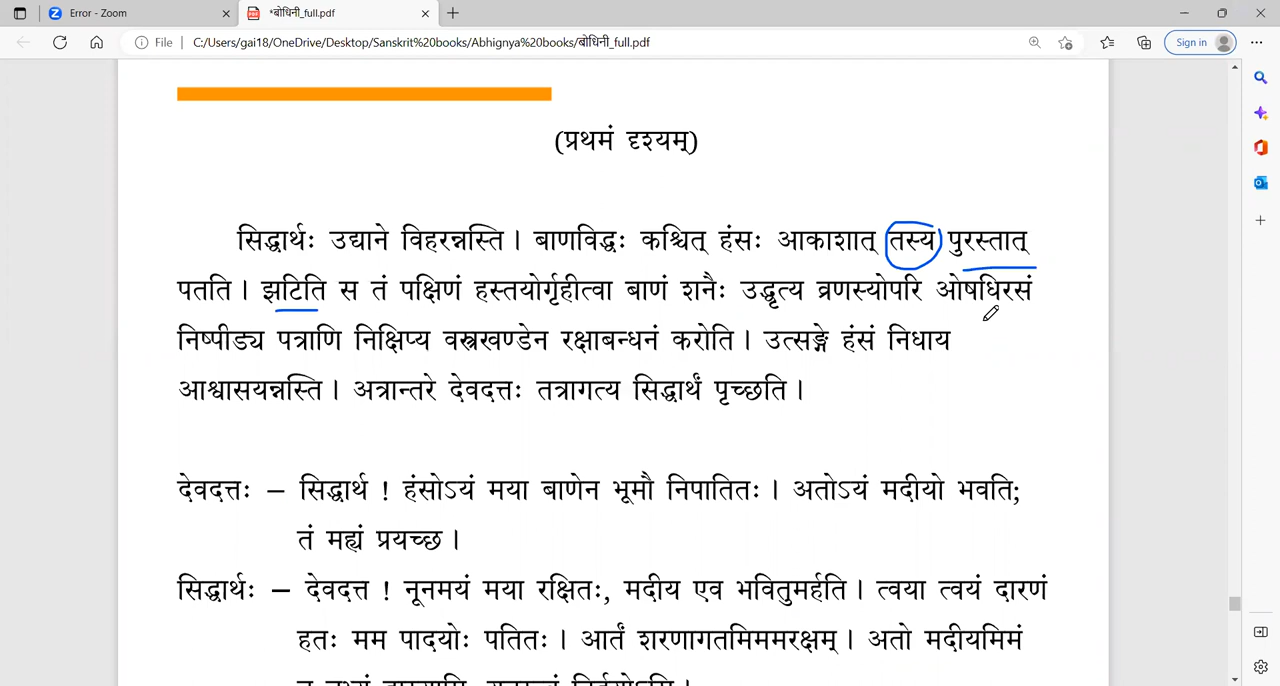 Error - Zoom
*बोधिनी_full.pdf
File | C:/Users/gai18/OneDrive/Desktop/Sanskrit%20books/Abhignya%20books/बोधिनी_full.pdf
Sign in
(प्रथमं दृश्यम्)
सिद्धार्थः उद्याने विहरन्नस्ति । बाणविद्धः कश्चित् हंसः आकाशात् तस्य पुरस्तात्
पतति । झटिति स तं पक्षिणं हस्तयोर्गृहीत्वा बाणं शनैः उद्धृत्य व्रणस्योपरि ओषधिरसं
निष्पीड्य पत्राणि निक्षिप्य वस्त्रखण्डेन रक्षाबन्धनं करोति । उत्सङ्गे हंसं निधाय
आश्वासयन्नस्ति । अत्रान्तरे देवदत्तः तत्रागत्य सिद्धार्थं पृच्छति ।
देवदत्तः – सिद्धार्थ ! हंसोऽयं मया बाणेन भूमौ निपातितः । अतोऽयं मदीयो भवति;
तं मह्यं प्रयच्छ ।
सिद्धार्थः – देवदत्त ! नूनमयं मया रक्षितः, मदीय एव भवितुमर्हति । त्वया त्वयं दारणं
हतः मम पादयोः पतितः । आर्तं शरणागतमिममरक्षम् । अतो मदीयमिमं